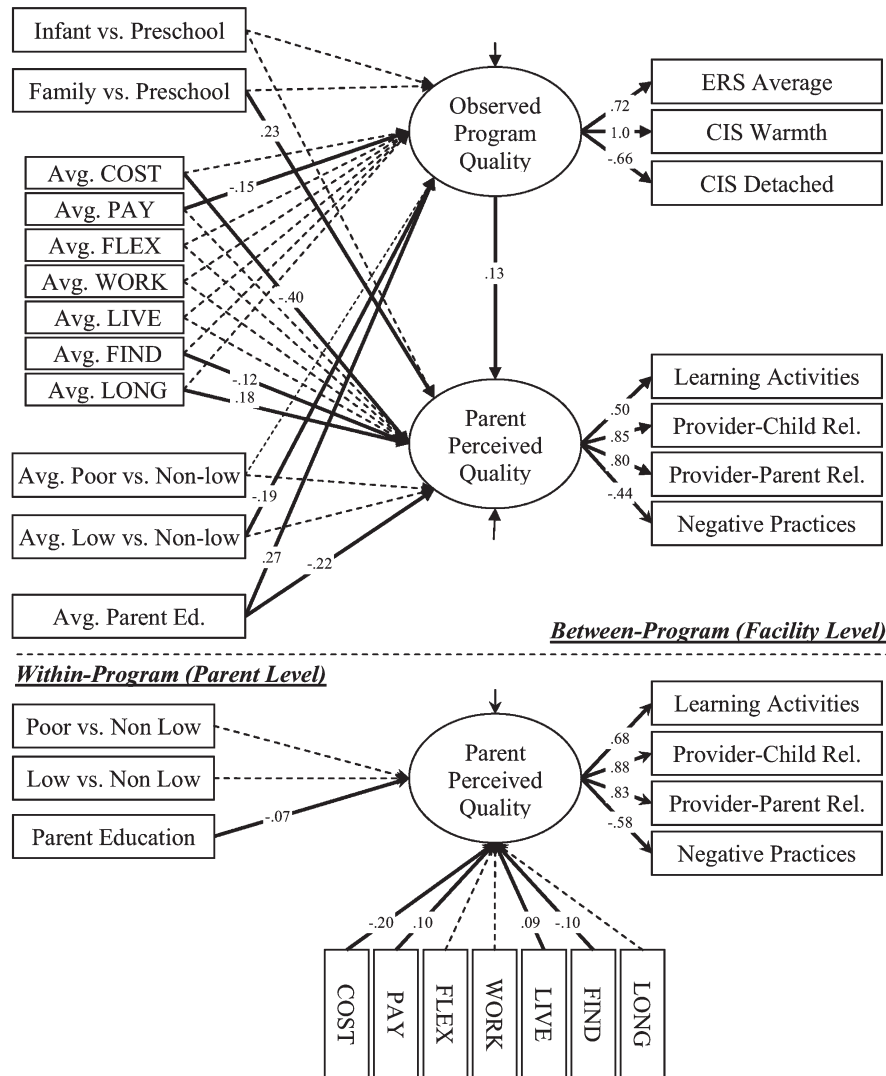 Infant vs. Preschool
Family vs. Preschool
Avg. COST
Avg. PAY
Avg. FLEX
Avg. WORK
Avg. LIVE
Avg. FIND
Avg. LONG
Avg. Poor vs. Non-low
Avg. Low vs. Non-low
Avg. Parent Ed.
.23
-.15
-.40
-.12
.18
-.19
.27
-.22
Observed
Program
Quality
.13
Parent
Perceived
Quality
.72
1.0
-.66
ERS Average
CIS Warmth
CIS Detached
.50
.85
.80
-.44
Learning Activities
Provider-Child Rel.
Provider-Parent Rel.
Negative Practices
Between-Program (Facility Level)
Within-Program (Parent Level)
Poor vs. Non Low
Low vs. Non Low
Parent Education
-.07
Parent
Perceived
Quality
.68
.88
.83
-.58
Learning Activities
Provider-Child Rel.
Provider-Parent Rel.
Negative Practices
-.20
.10
.09
-.10
COST
PAY
FLEX
WORK
LIVE
FIND
LONG